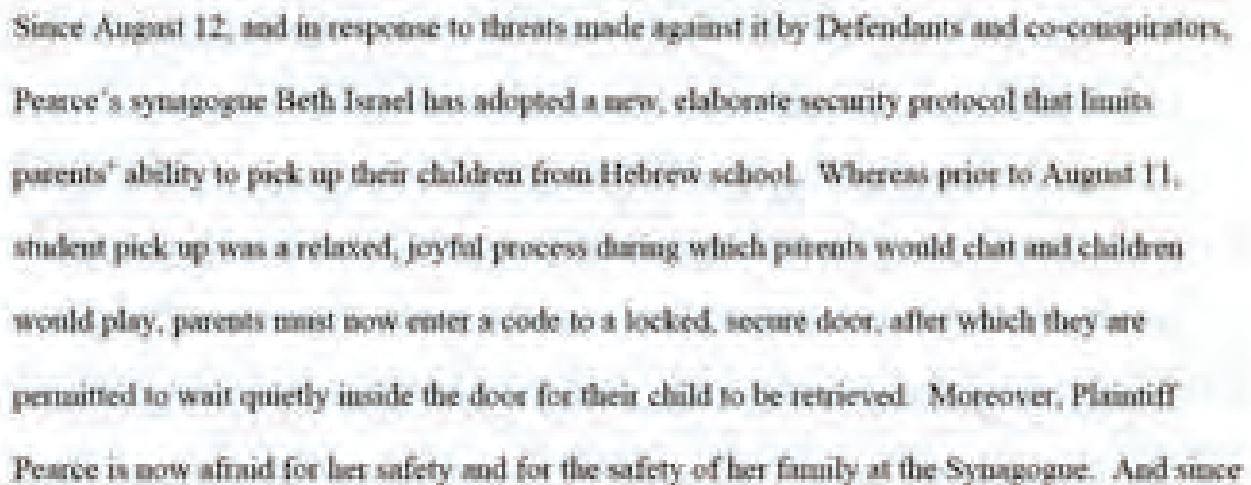 Since August 12, and in response to threats made against it by Defendants and co-conspirators,
Pearce's synagogue Beth Israel has adopted a new, elaborate security protocol that limits
parents' ability to pick up their children from Hebrew school. Whereas prior to August 11,
student pick up was a relaxed, joyful process during which parents would chat and children
would play, parents must now enter a code to a locked, secure door, after which they are
permitted to wait quietly inside the door for their child to be retrieved. Moreover, Plaintiff
Pearce is now afraid for her safety and for the safety of her family at the Synagogue. And since